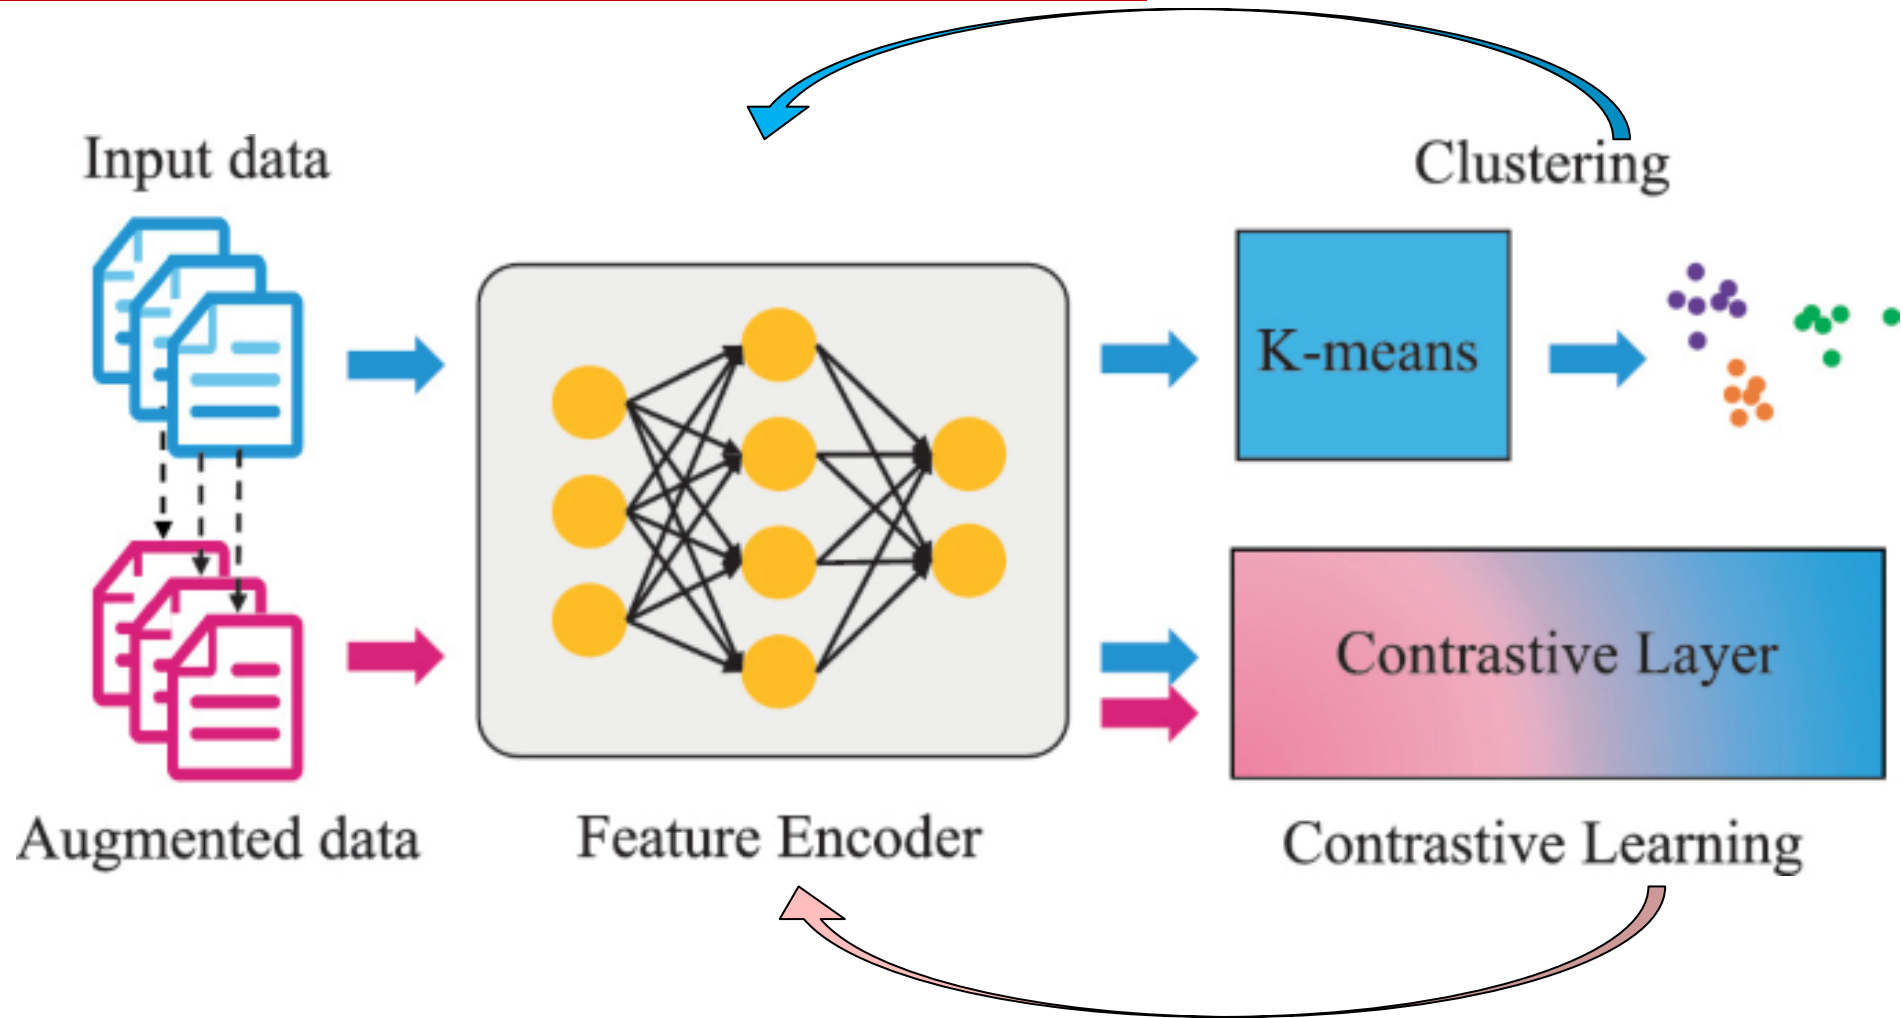 Input data
Clustering
K-means
Contrastive Layer
Augmented data
Feature Encoder
Contrastive Learning